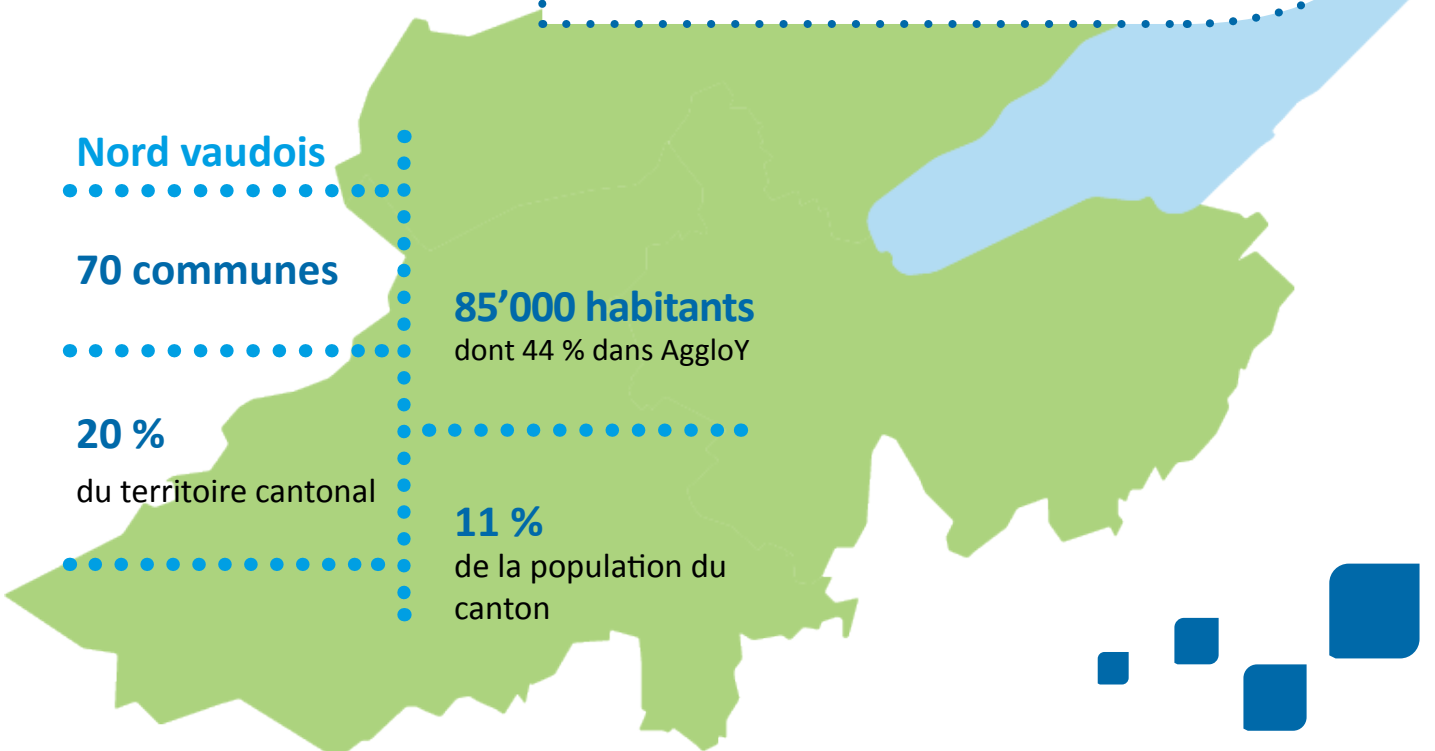 Nord vaudois
70 communes
20 %
du territoire cantonal
85’000 habitants
dont 44 % dans AggloY
11 %
de la population du
canton